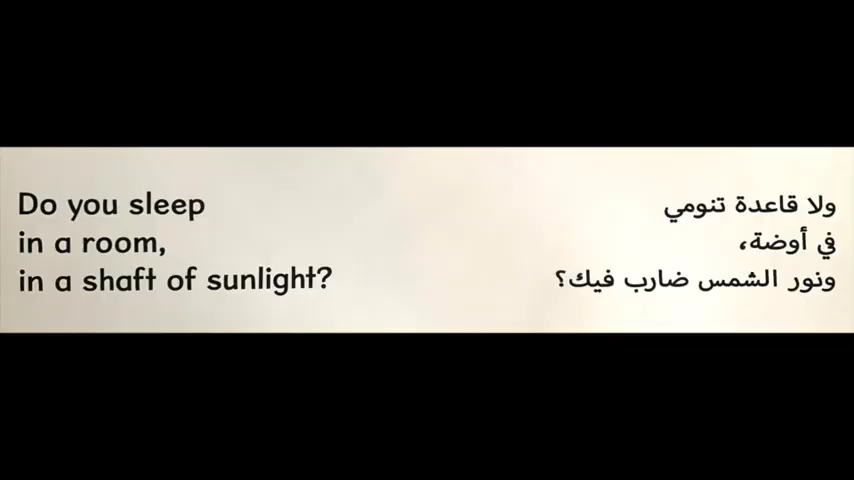 Do you sleep
in a room,
in a shaft of sunlight?
ولا قاعدة تنومي
في أوضة،
ونور الشمس ضارب فيك؟